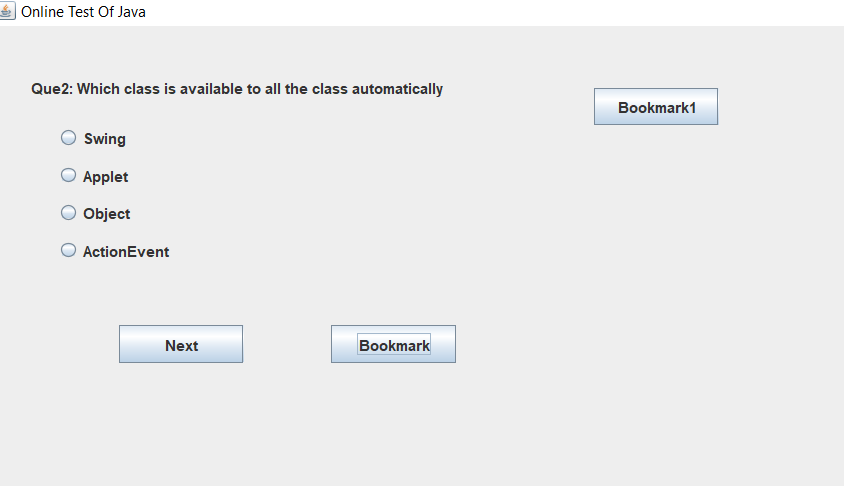 Online Test Of Java
Que2: Which class is available to all the class automatically
Bookmark1
Swing
Applet
Object
ActionEvent
Next
Bookmark